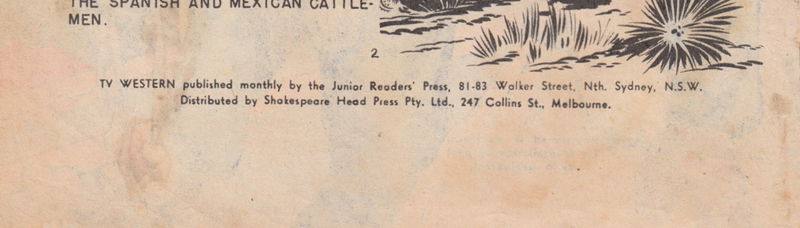 THE SPANISH AND MEXICAN CATTLE-
MEN.
2
TV WESTERN published monthly by the Junior Readers' Press, 81-83 Walker Street, Nth. Sydney, N.S.W.
Distributed by Shakespeare Head Press Pty. Ltd., 247 Collins St., Melbourne.